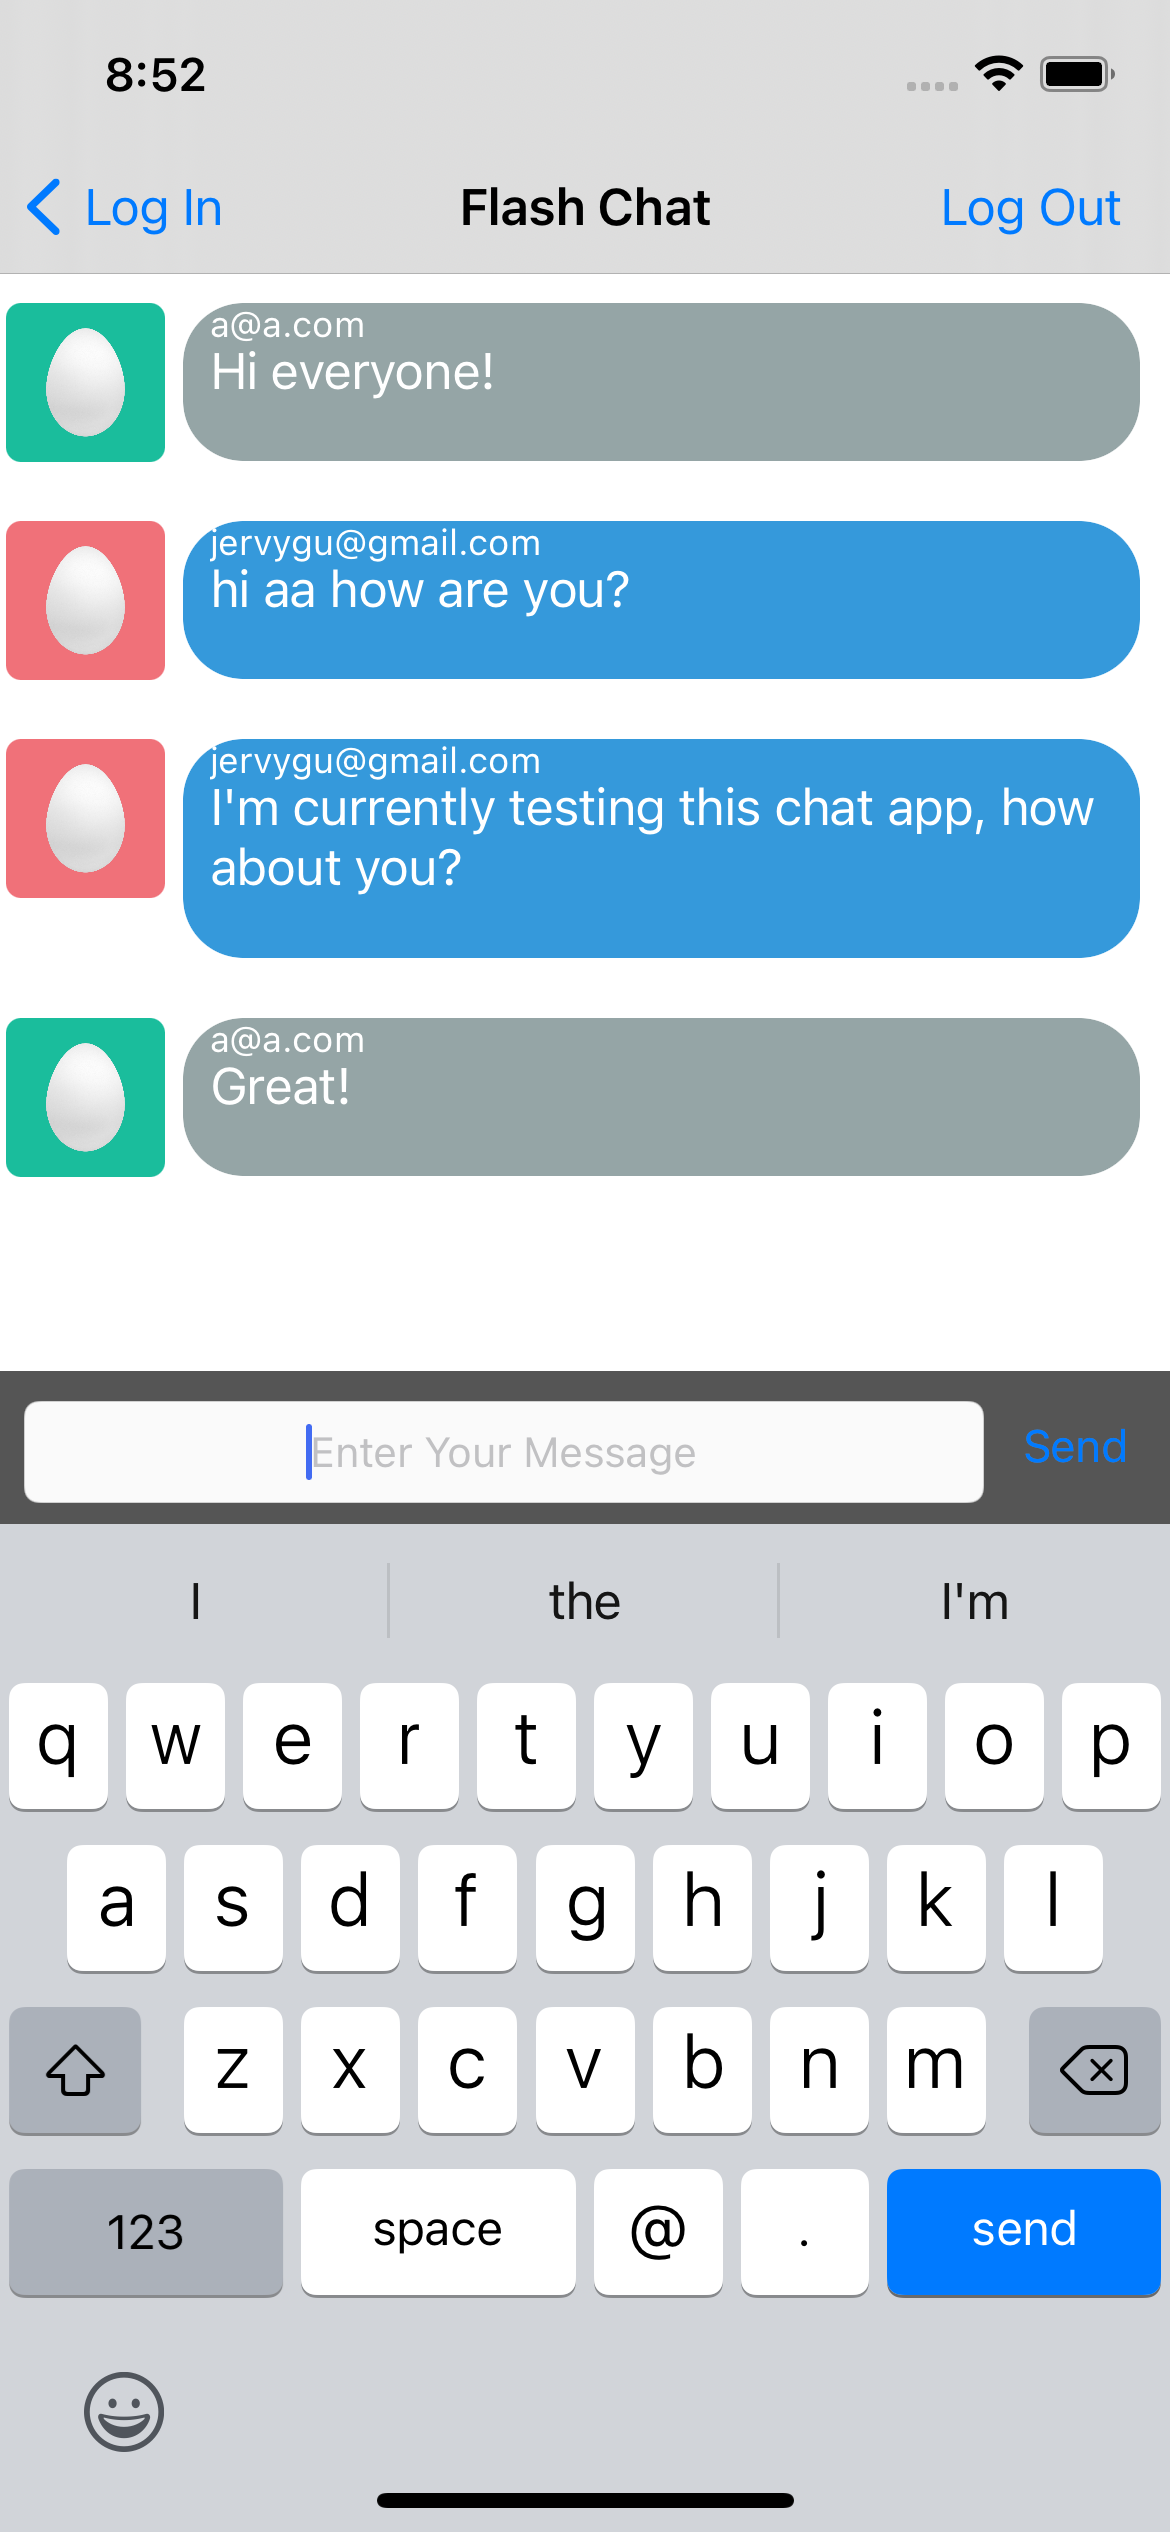 8:52
Log In Flash Chat Log Out
a@a.com
Hi everyone!
jervygu@gmail.com
hi aa how are you?
jervygu@gmail.com
I'm currently testing this chat app, how
about you?
a@a.com
Great!
Enter Your Message Send
I the I'm
q w e r t y u i o p
a s d f g h j k l
z x c v b n m
123 space @ . send